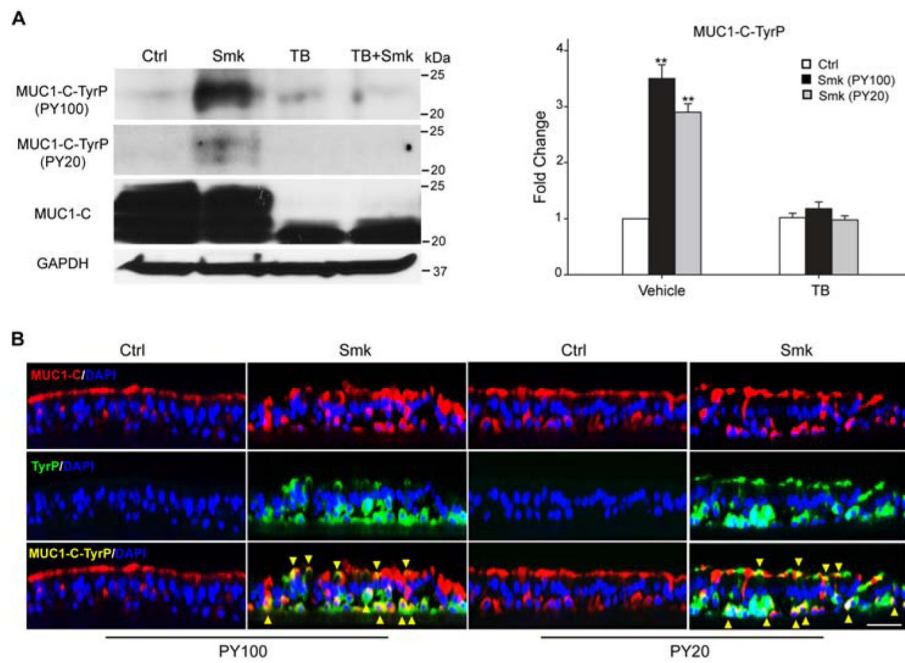 A
Ctrl Smk TB TB+Smk kDa
MUC1-C-TyrP
(PY100)
25
20
MUC1-C-TyrP
(PY20)
25
20
MUC1-C
25
20
GAPDH
37
MUC1-C-TyrP
Ctrl
Smk (PY100)
Smk (PY20)
Fold Change
4
2
1
0
**
**
Vehicle TB
B
Ctrl Smk Ctrl Smk
MUC1-C/DAPI
TyrP/DAPI
MUC1-C-TyrP/DAPI
PY100 PY20